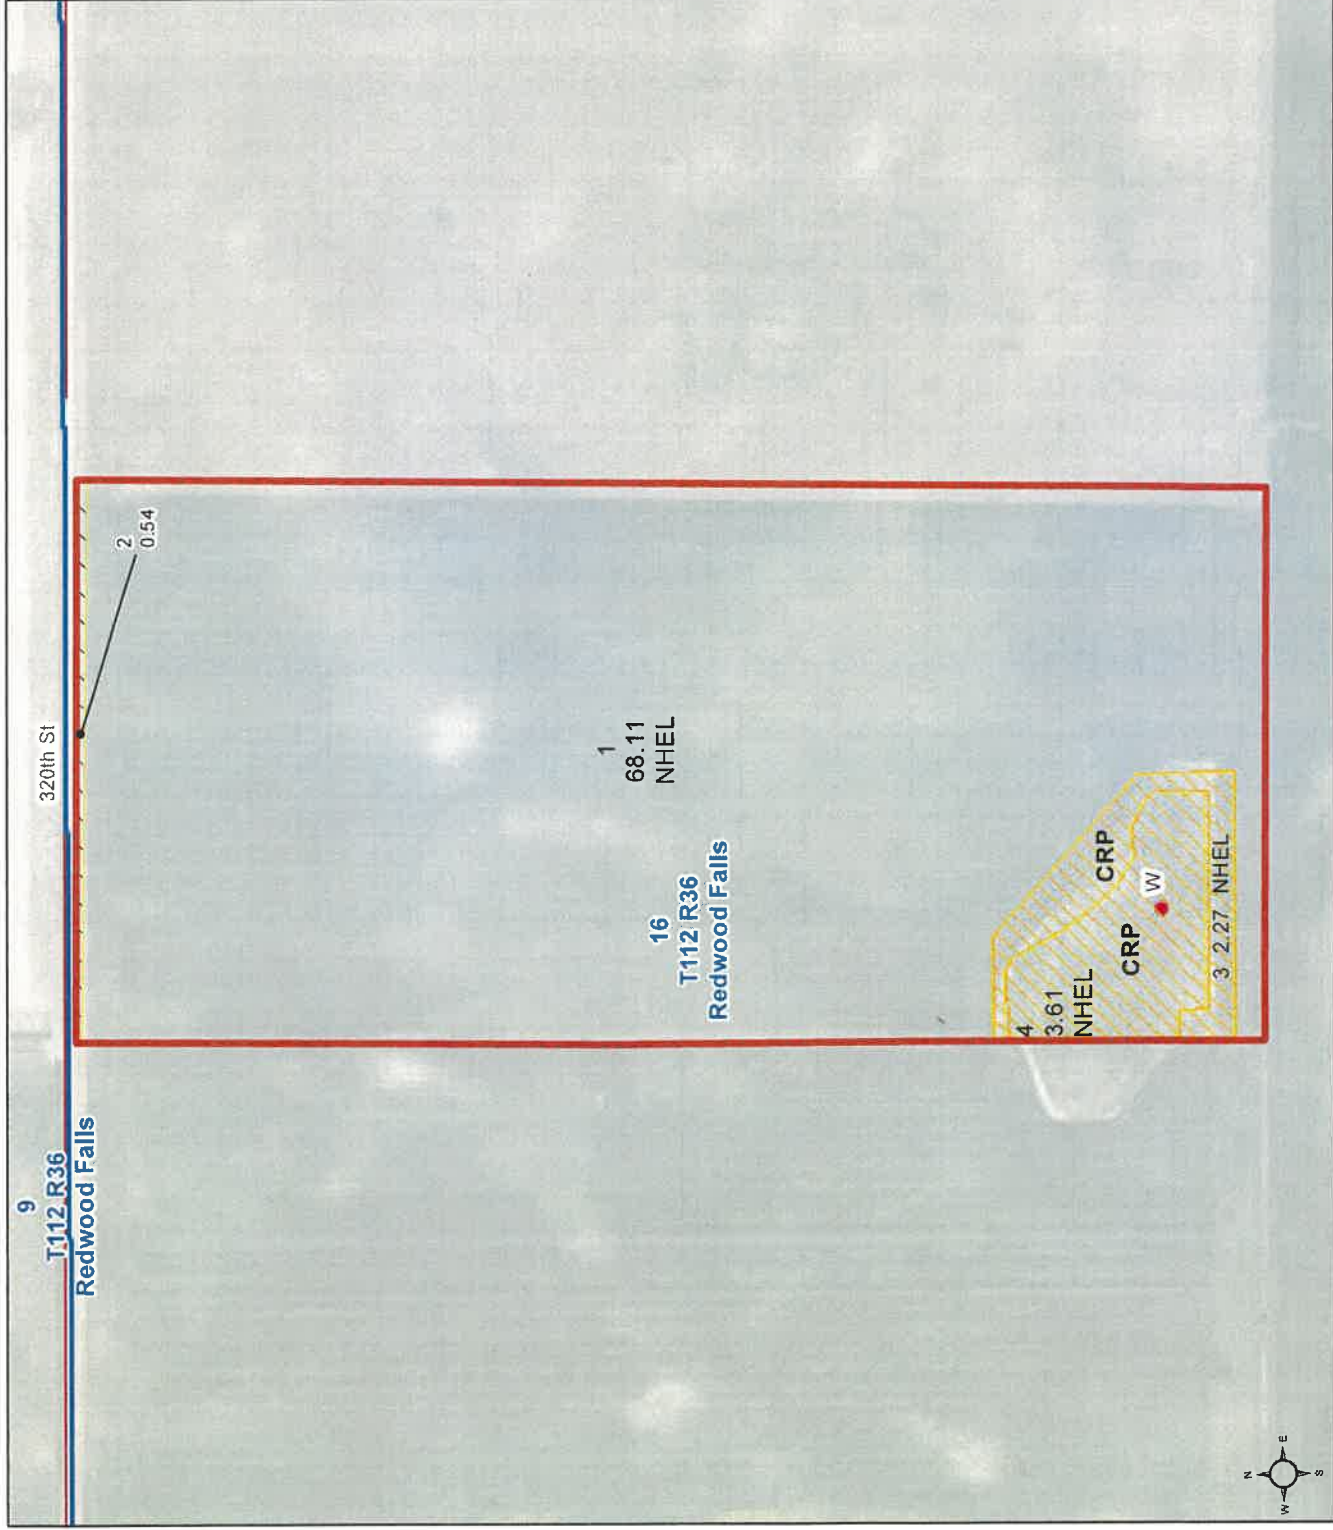 9
T112 R36
Redwood Falls
320th St
2
0.54
1
68.11
NHEL
16
T112 R36
Redwood Falls
4
3.61
NHEL
CRP
CRP
W
3 2.27 NHEL
N
W
E
S